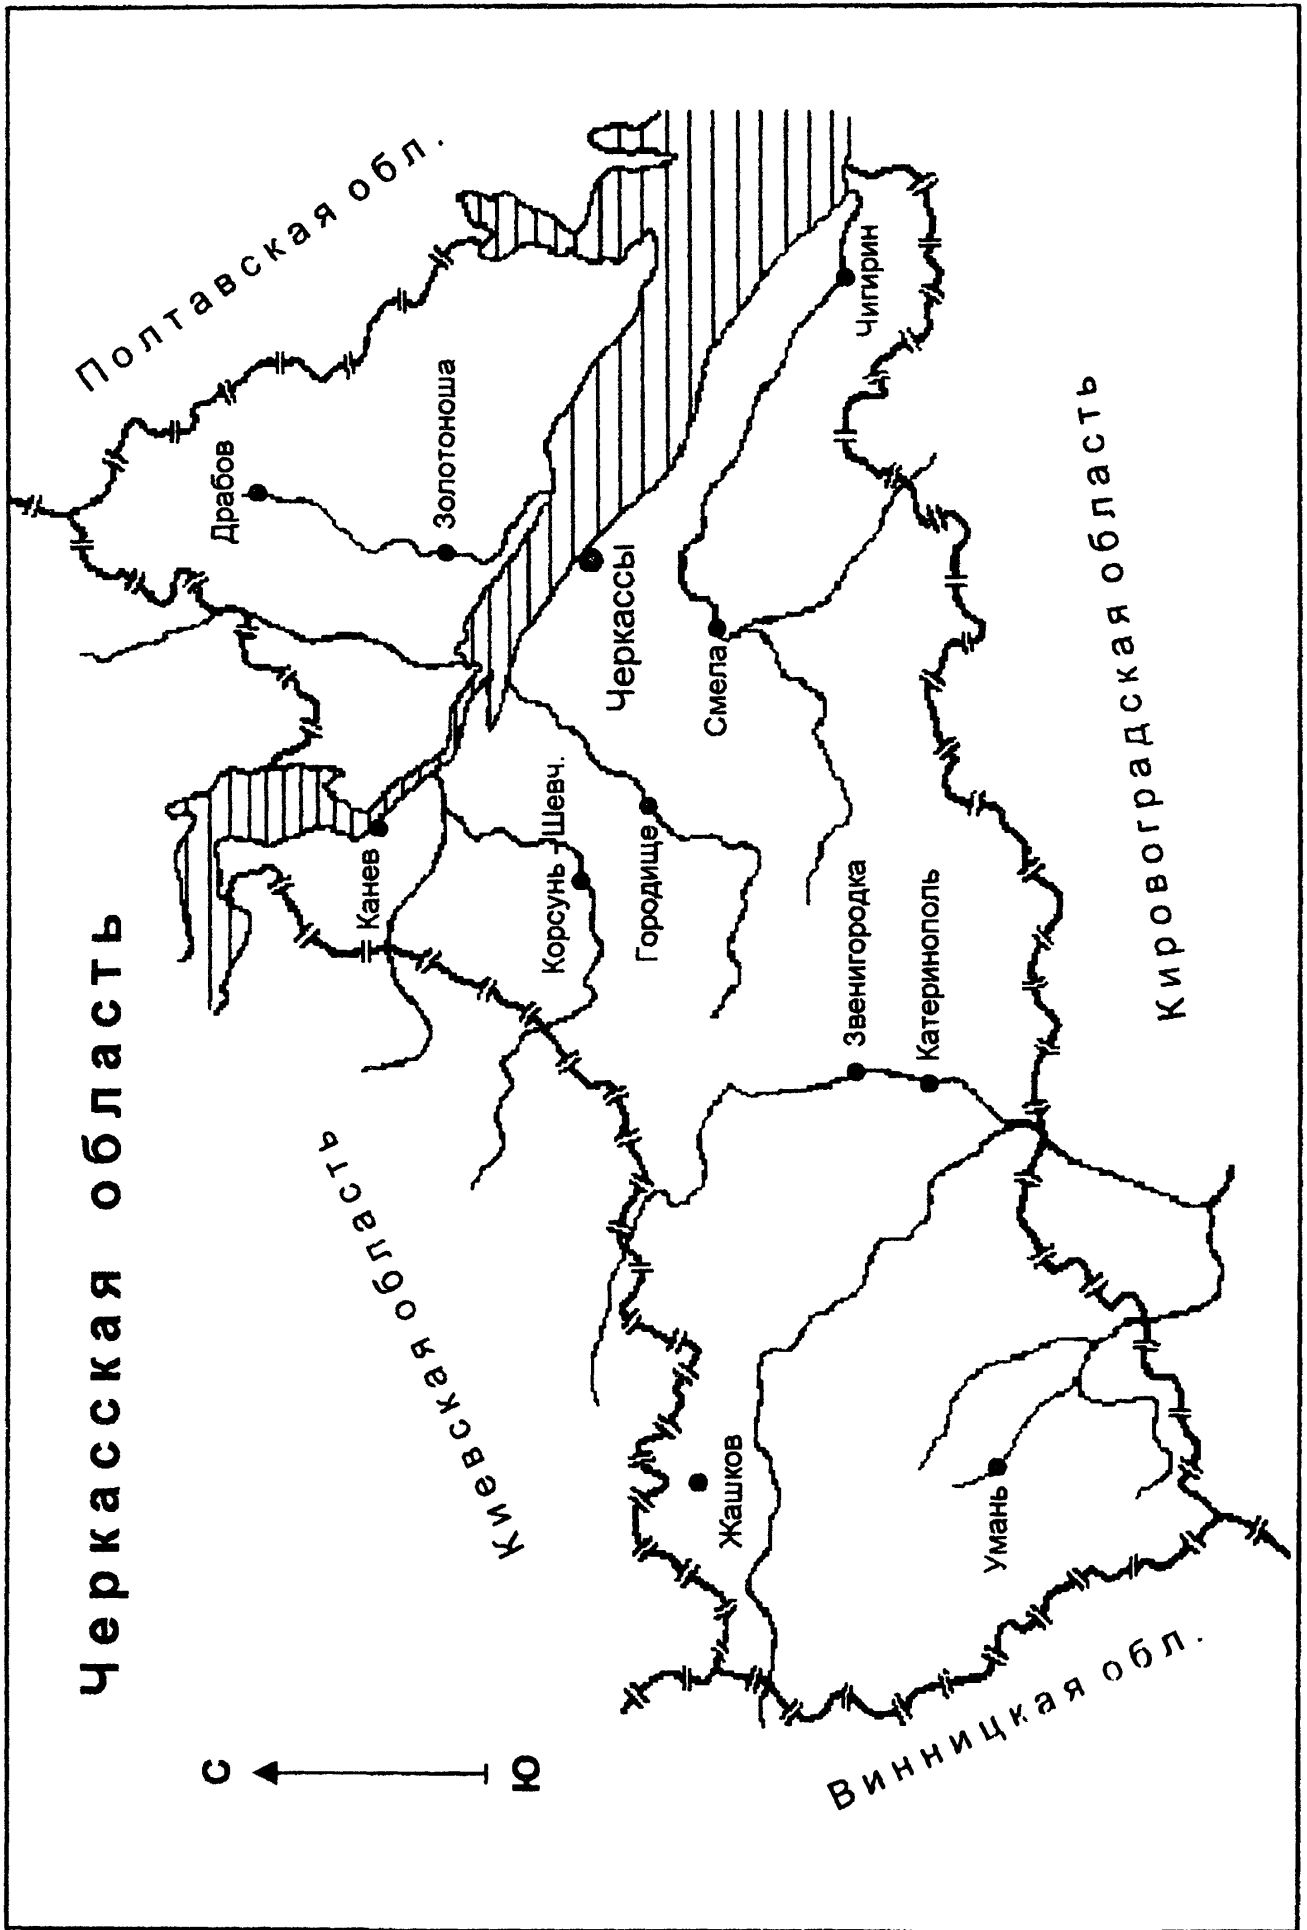 Черкасская область
С
Ю
Полтавская обл.
Киевская область
Кировоградская область
Винницкая обл.
Драбов
Золотоноша
Канев
Черкассы
Корсунь-Шевч.
Городище
Смела
Чигирин
Звенигородка
Катеринополь
Жашков
Умань